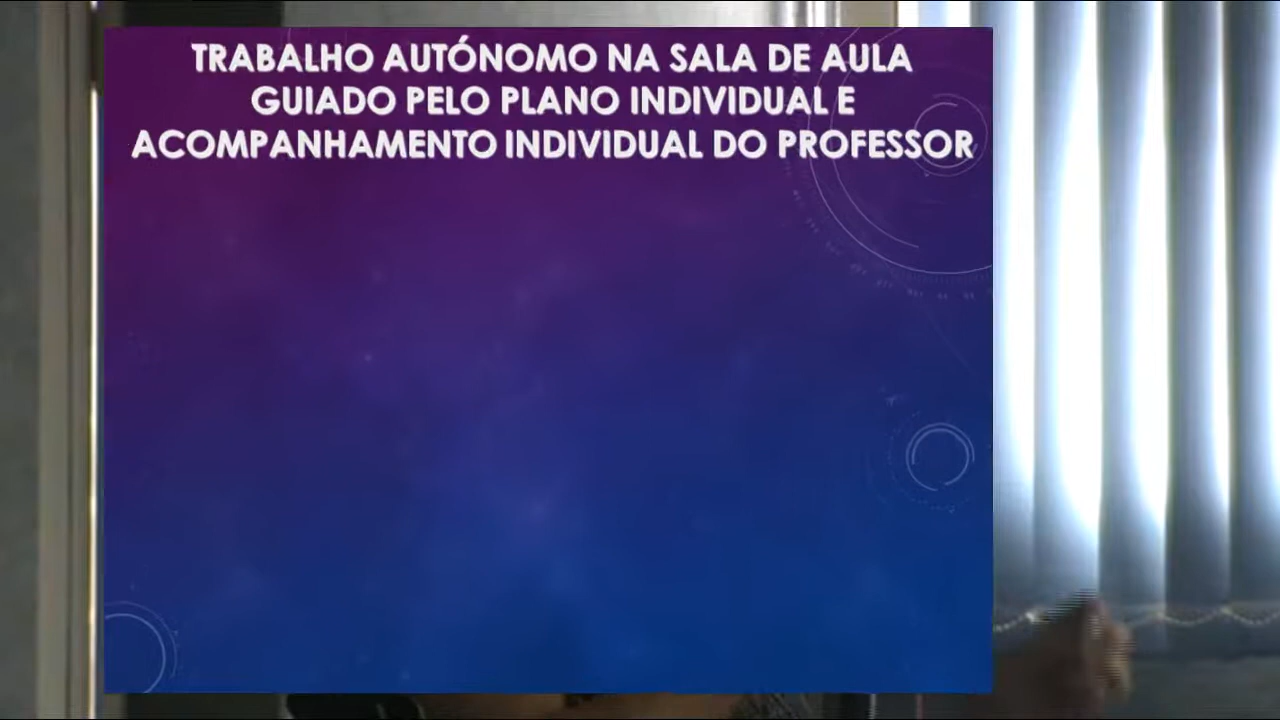 TRABALHO AUTÓNOMO NA SALA DE AULA
GUIADO PELO PLANO INDIVIDUAL E
ACOMPANHAMENTO INDIVIDUAL DO PROFESSOR